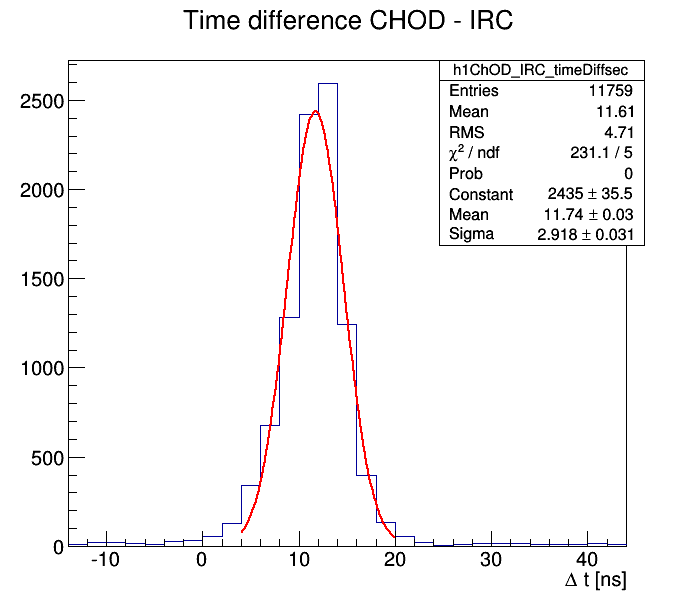 Time difference CHOD - IRC
h1ChOD_IRC_timeDiffsec
Entries 11759
Mean 11.61
RMS 4.71
χ² / ndf 231.1 / 5
Prob 0
Constant 2435 ± 35.5
Mean 11.74 ± 0.03
Sigma 2.918 ± 0.031
2500
2000
1500
1000
500
0
-10 0 10 20 30 40
Δ t [ns]